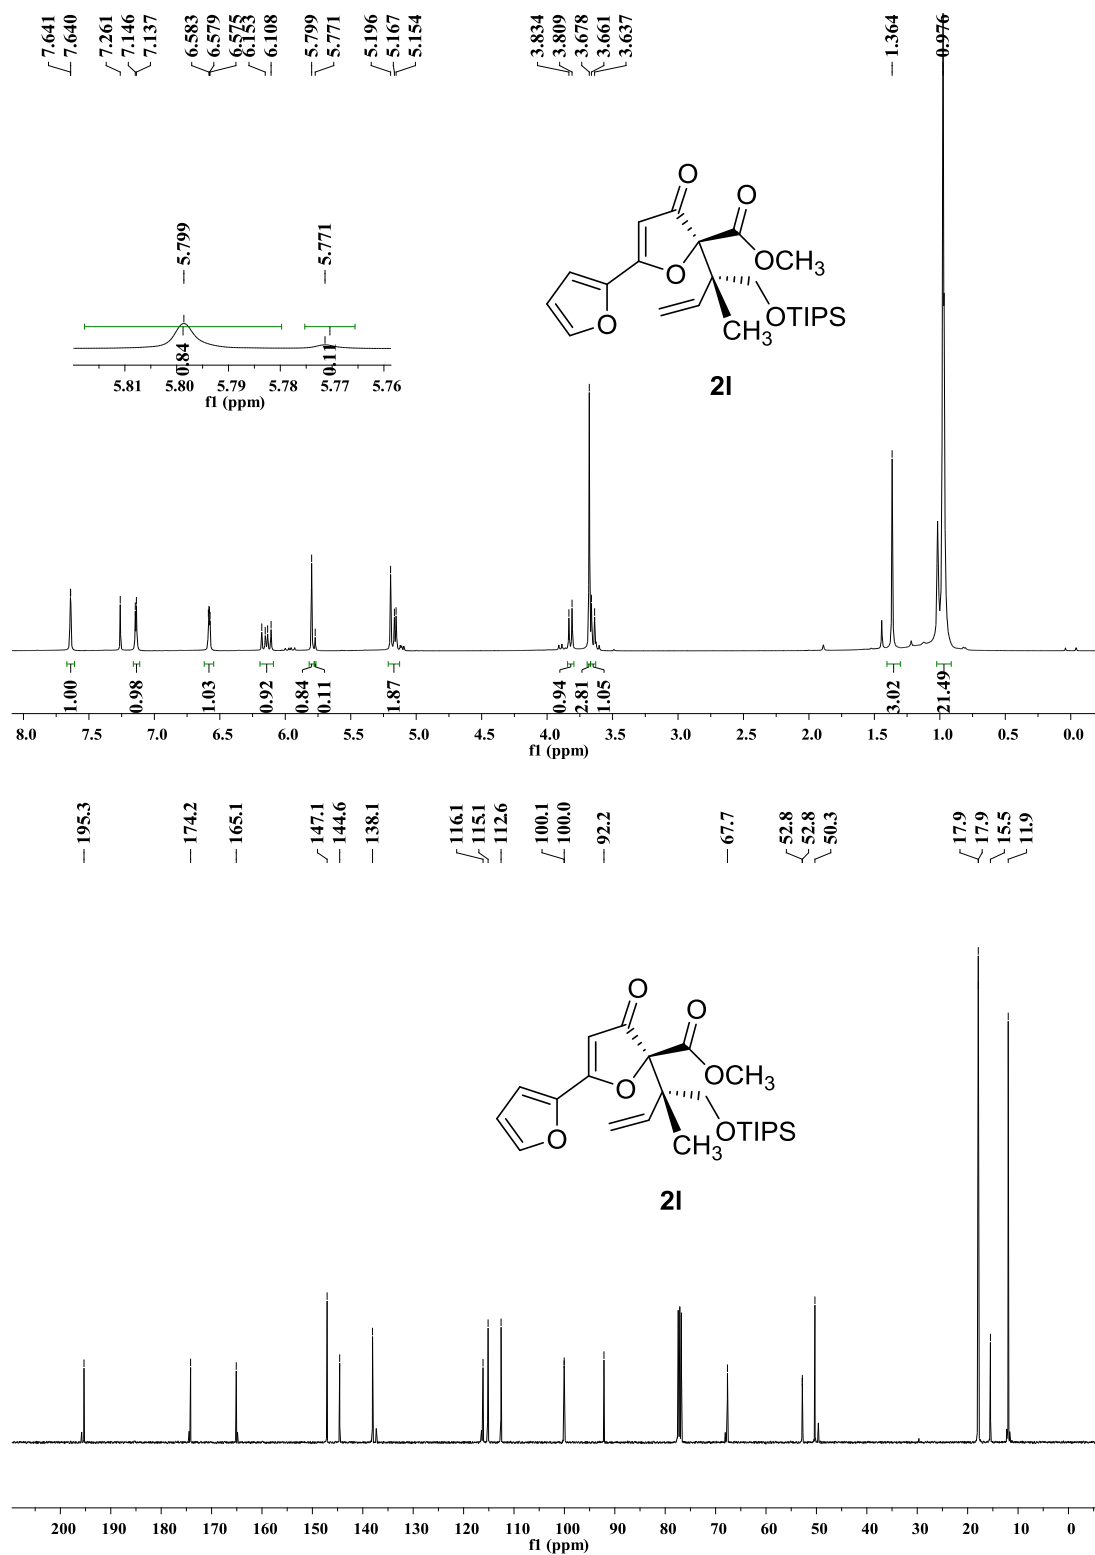 7.641
7.640
7.261
7.146
7.137
6.583
6.579
6.575
6.153
6.108
5.799
5.771
5.196
5.167
5.154
3.834
3.809
3.678
3.661
3.637
1.364
0.976
5.799
5.771
0.84
0.11
5.81 5.80 5.79 5.78 5.77 5.76
f1 (ppm)
O
O
OCH3
O
O
OTIPS
CH3
2l
1.00
0.98
1.03
0.92
0.84
0.11
1.87
0.94
2.81
1.05
3.02
21.49
8.0 7.5 7.0 6.5 6.0 5.5 5.0 4.5 4.0 3.5 3.0 2.5 2.0 1.5 1.0 0.5 0.0
f1 (ppm)
195.3
174.2
165.1
147.1
144.6
138.1
116.1
115.1
112.6
100.1
100.0
92.2
67.7
52.8
52.8
50.3
17.9
17.9
15.5
11.9
O
O
OCH3
O
O
OTIPS
CH3
2l
200 190 180 170 160 150 140 130 120 110 100 90 80 70 60 50 40 30 20 10 0
f1 (ppm)